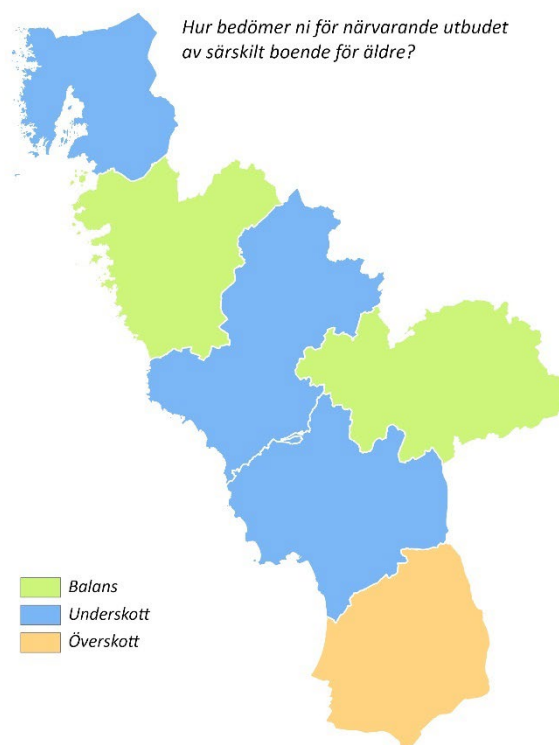 Hur bedömer ni för närvarande utbudet
av särskilt boende för äldre?
Balans
Underskott
Överskott